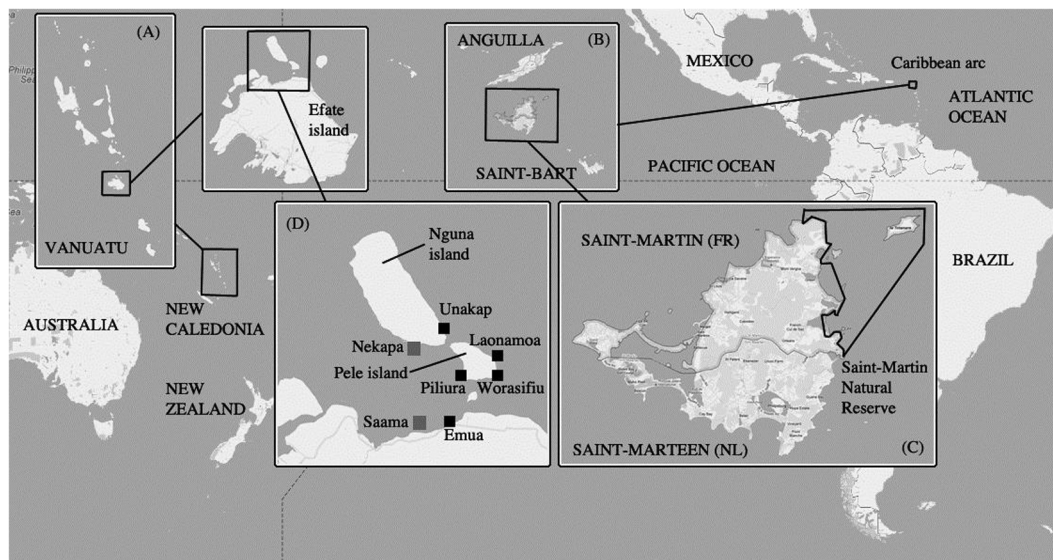 (A)
VANUATU
Efate
island
ANGUILLA
(B)
SAINT-BART
MEXICO
Caribbean arc
ATLANTIC
OCEAN
PACIFIC OCEAN
BRAZIL
AUSTRALIA
NEW
CALEDONIA
NEW
ZEALAND
(D)
Nguna
island
Unakap
Nekapa
Laonamoa
Pele island
Piliura
Worasifiu
Saama
Emua
SAINT-MARTIN (FR)
Saint-Martin
Natural
Reserve
SAINT-MARTEEN (NL)
(C)